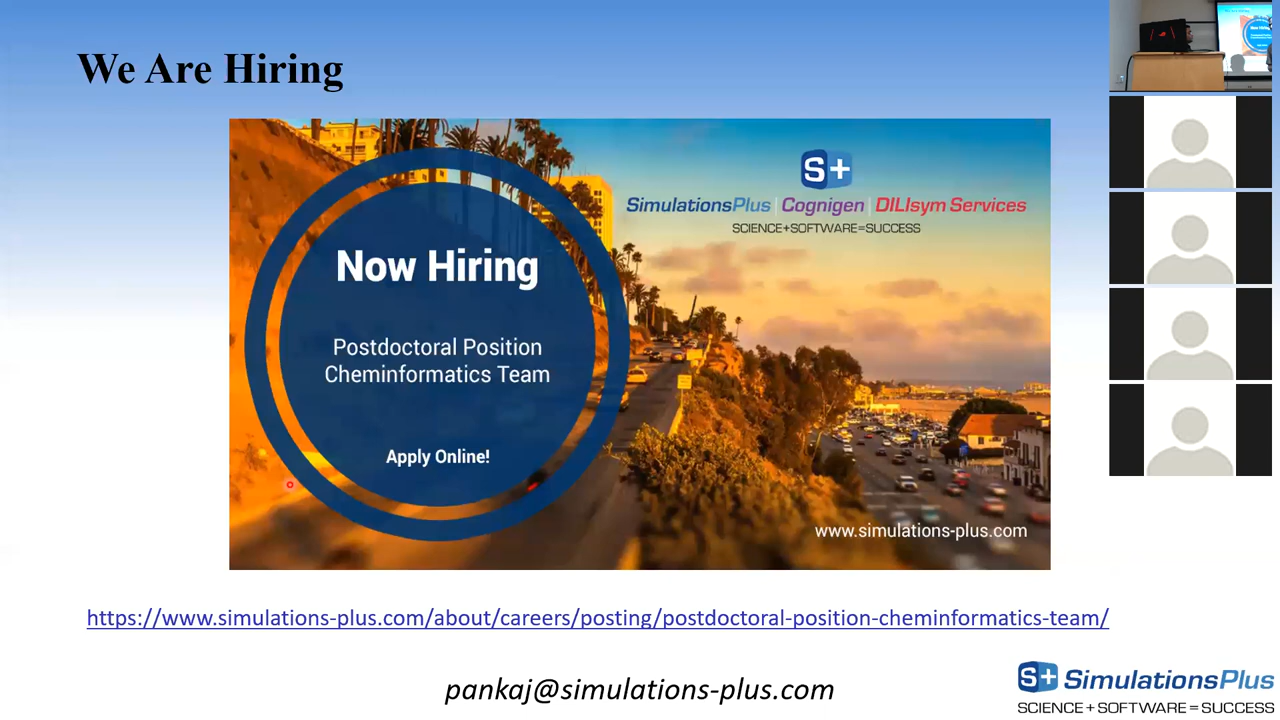 We Are Hiring
S+
SimulationsPlus | Cognigen | DILIsym Services
SCIENCE+SOFTWARE=SUCCESS
Now Hiring
Postdoctoral Position
Cheminformatics Team
Apply Online!
www.simulations-plus.com
https://www.simulations-plus.com/about/careers/posting/postdoctoral-position-cheminformatics-team/
pankaj@simulations-plus.com
S+ SimulationsPlus
SCIENCE+SOFTWARE=SUCCESS